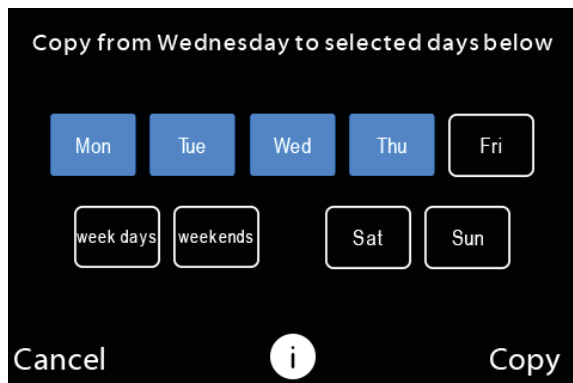 Copy from Wednesday to selected days below
Mon Tue Wed Thu Fri
week days weekends Sat Sun
Cancel i Copy